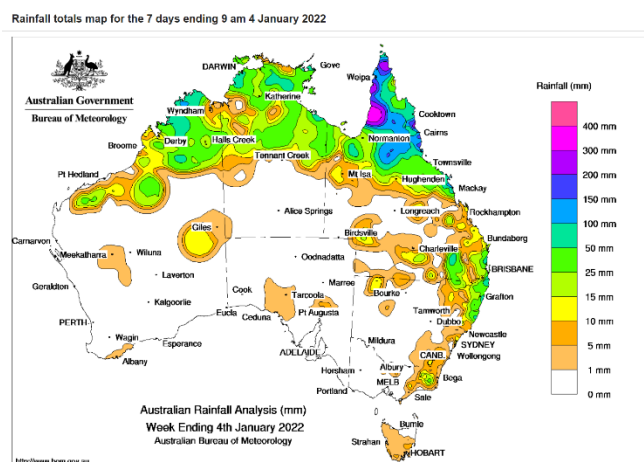 Rainfall totals map for the 7 days ending 9 am 4 January 2022
Australian Government
Bureau of Meteorology
DARWIN
Gove
Weipa
Katherine
Wyndham
Cooktown
Cairns
Normanton
Derby
Halls Creek
Broome
Tennant Creek
Townsville
Mt Isa
Pt Hedland
Hughenden
Mackay
Alice Springs
Longreach
Rockhampton
Giles
Birdsville
Bundaberg
Carnarvon
Charleville
Meekatharra
Wiluna
Oodnadatta
BRISBANE
Laverton
Marree
Geraldton
Cook
Tarcoola
Bourke
Grafton
Kalgoorlie
Eucla
Ceduna
Pt Augusta
Tamworth
Dubbo
PERTH
Newcastle
Wagin
Esperance
Mildura
SYDNEY
Albany
ADELAIDE
CANB.
Wollongong
Horsham
Albury
Bega
MELB
Portland
Sale
Burnie
Strahan
HOBART
Rainfall (mm)
400 mm
300 mm
200 mm
150 mm
100 mm
50 mm
25 mm
15 mm
10 mm
5 mm
1 mm
0 mm
Australian Rainfall Analysis (mm)
Week Ending 4th January 2022
Australian Bureau of Meteorology